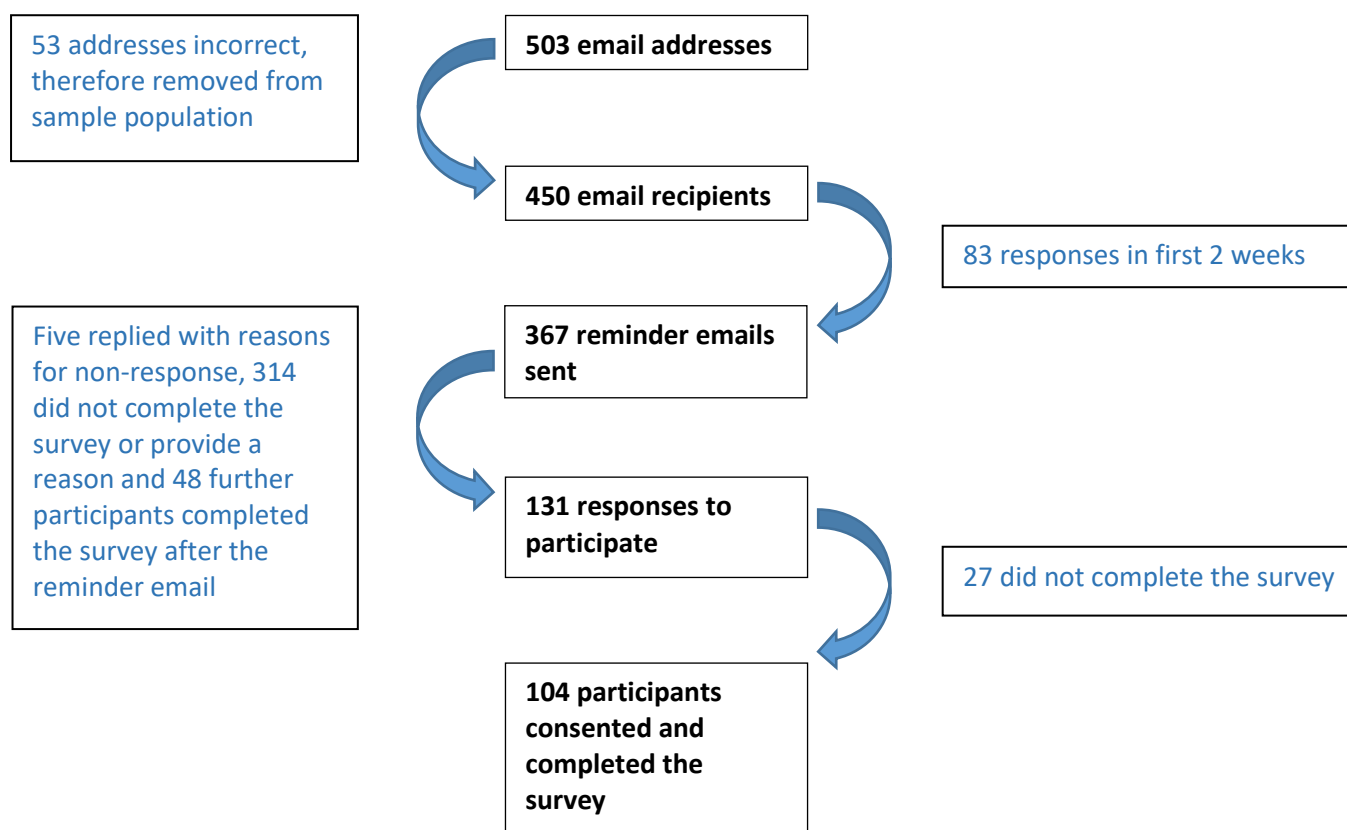 53 addresses incorrect,
therefore removed from
sample population
503 email addresses
450 email recipients
83 responses in first 2 weeks
367 reminder emails
sent
Five replied with reasons
for non-response, 314
did not complete the
survey or provide a
reason and 48 further
participants completed
the survey after the
reminder email
131 responses to
participate
27 did not complete the survey
104 participants
consented and
completed the
survey